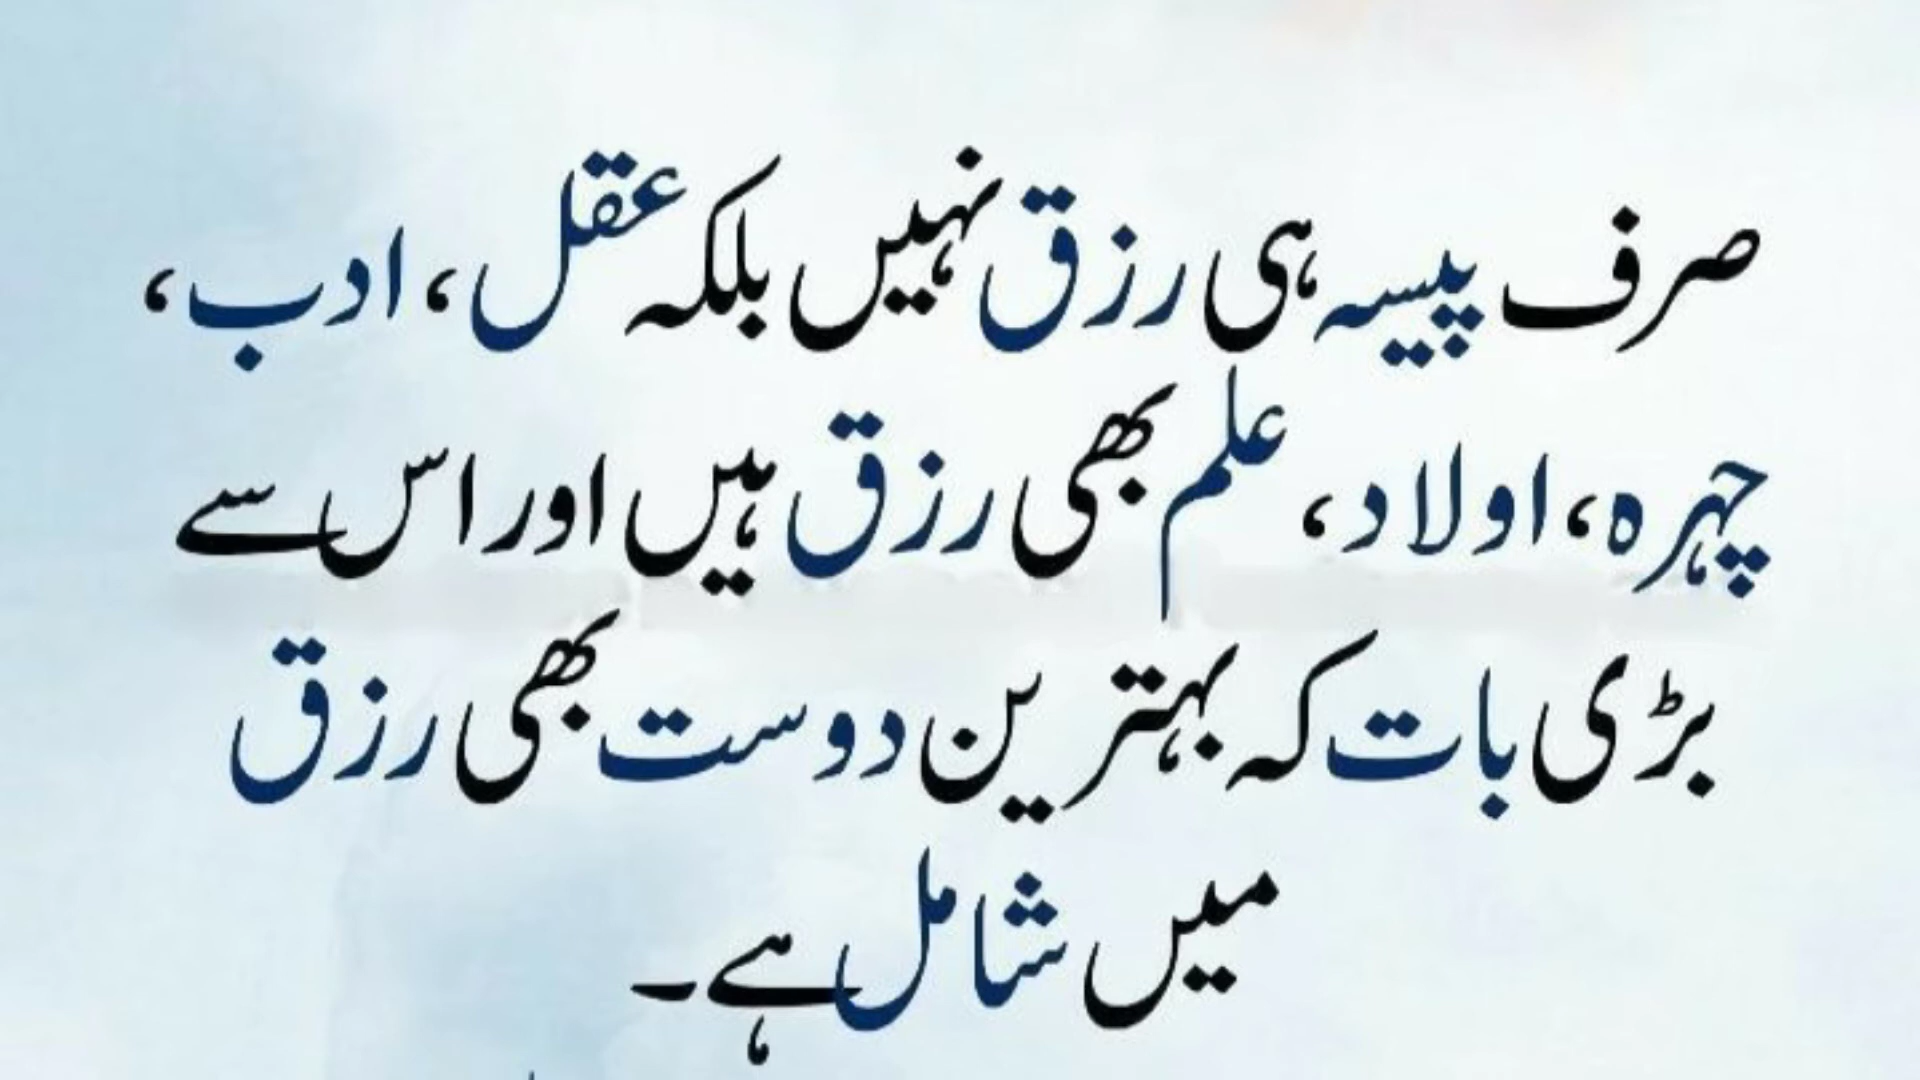 صرف پیسہ ہی رزق نہیں بلکہ عقل، ادب،
چہرہ، اولاد، علم بھی رزق ہیں اور اس سے
بڑی بات کہ بہترین دوست بھی رزق
میں شامل ہے۔